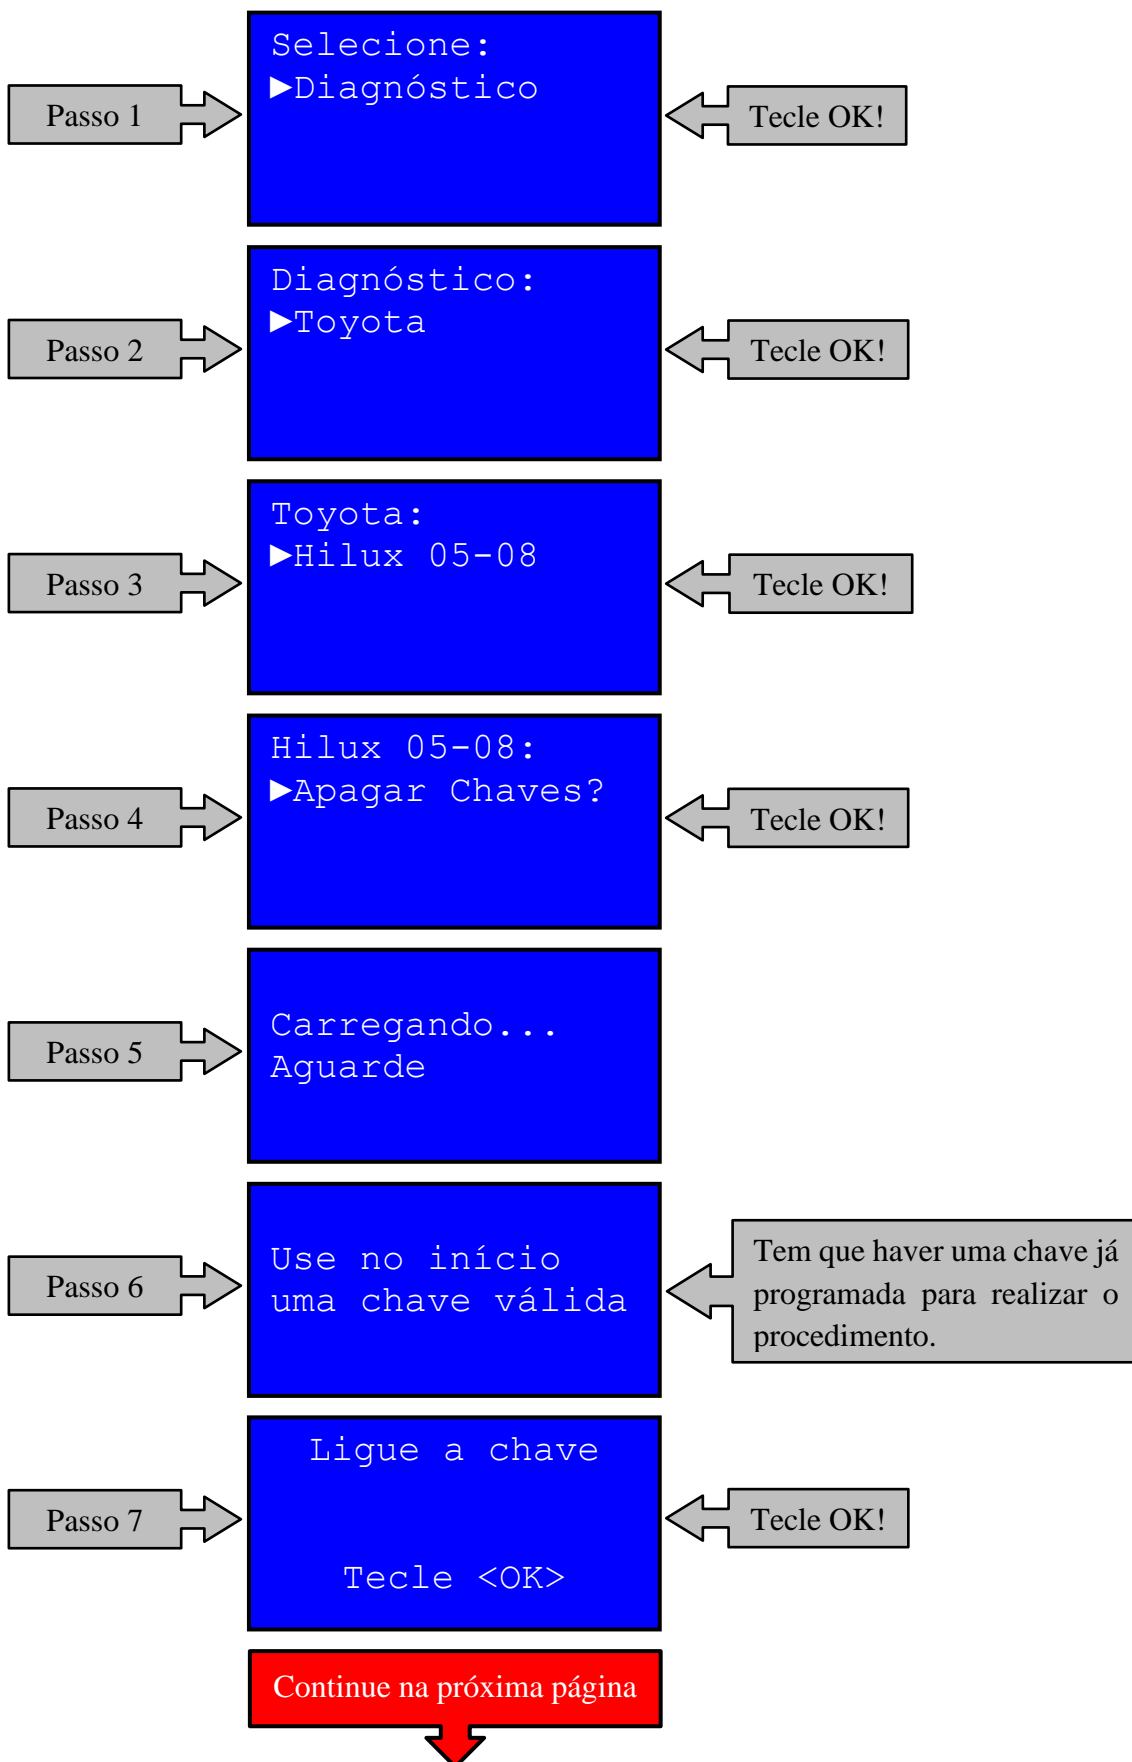 Passo 1
Selecione:
►Diagnóstico
Tecle OK!
Passo 2
Diagnóstico:
►Toyota
Tecle OK!
Passo 3
Toyota:
►Hilux 05-08
Tecle OK!
Passo 4
Hilux 05-08:
►Apagar Chaves?
Tecle OK!
Passo 5
Carregando...
Aguarde
Passo 6
Use no início
uma chave válida
Tem que haver uma chave já
programada para realizar o
procedimento.
Passo 7
Ligue a chave
Tecle <OK>
Tecle OK!
Continue na próxima página